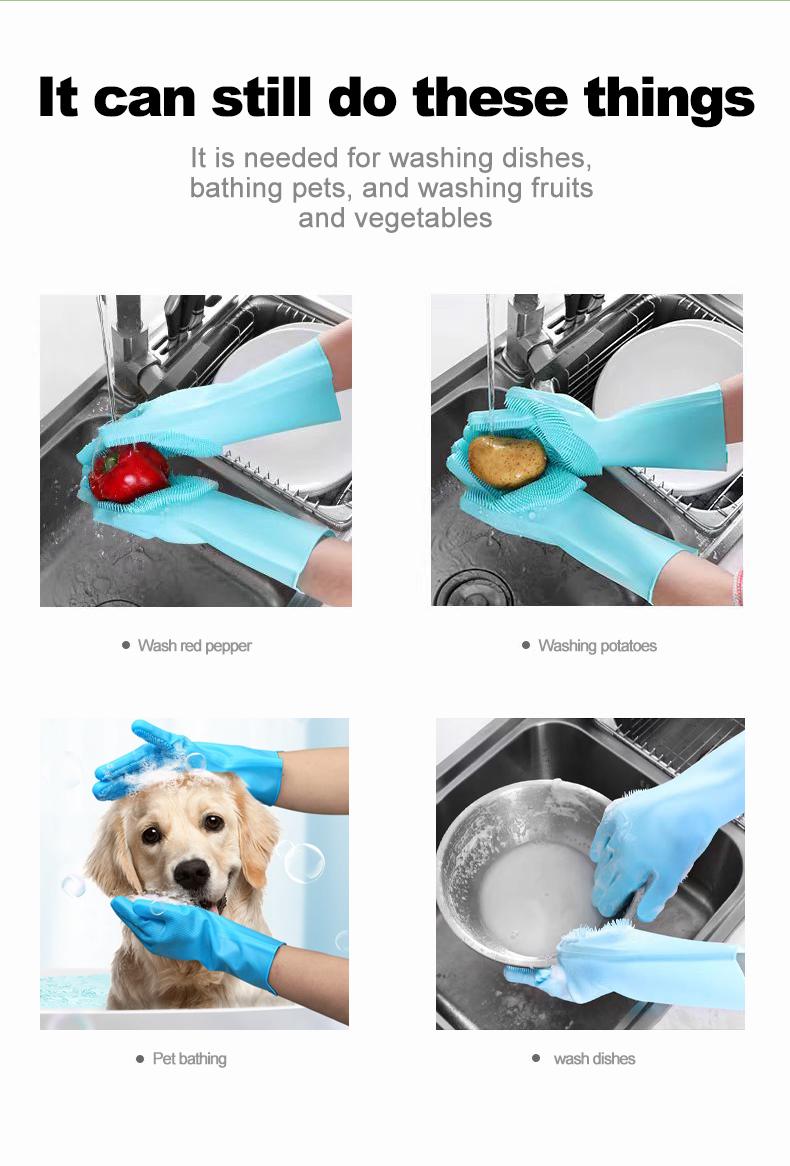 It can still do these things
It is needed for washing dishes,
bathing pets, and washing fruits
and vegetables
• Wash red pepper
• Washing potatoes
• Pet bathing
• wash dishes